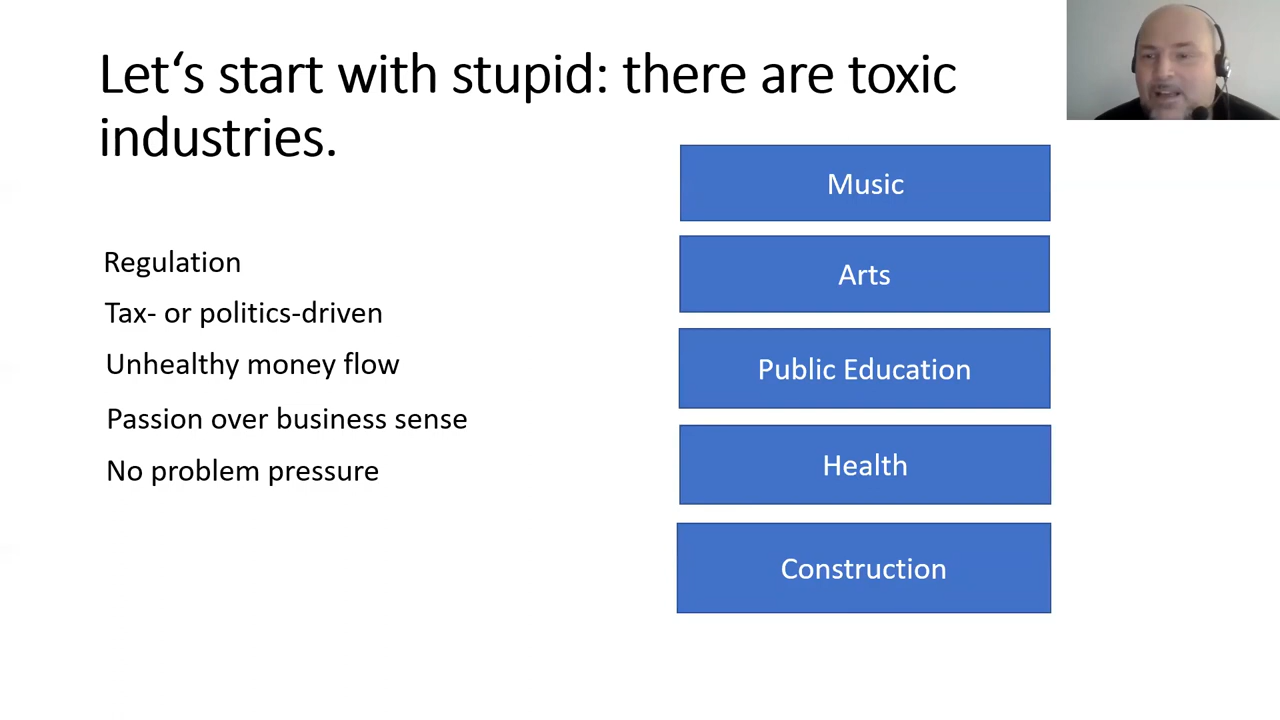 Let‘s start with stupid: there are toxic
industries.
Regulation
Tax- or politics-driven
Unhealthy money flow
Passion over business sense
No problem pressure
Music
Arts
Public Education
Health
Construction